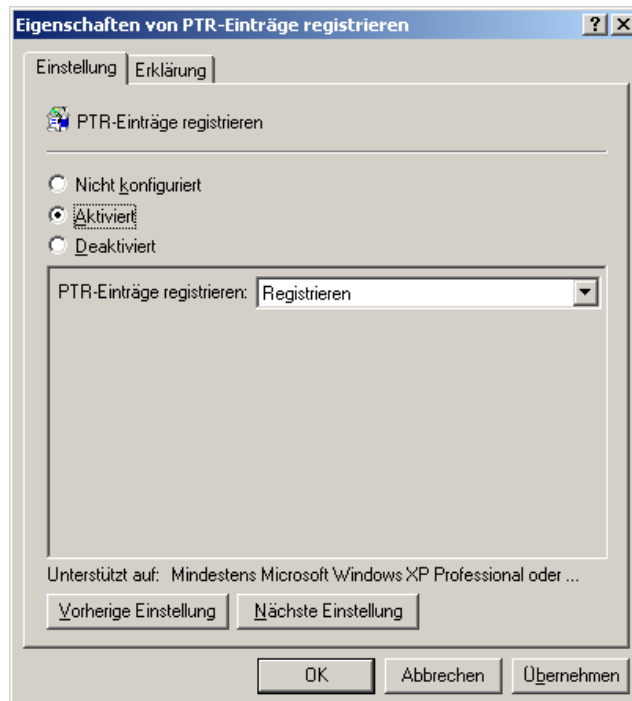 Eigenschaften von PTR-Einträge registrieren
Einstellung Erklärung
PTR-Einträge registrieren
Nicht konfiguriert
Aktiviert
Deaktiviert
PTR-Einträge registrieren: Registrieren
Unterstützt auf: Mindestens Microsoft Windows XP Professional oder ...
Vorherige Einstellung Nächste Einstellung
OK Abbrechen Übernehmen